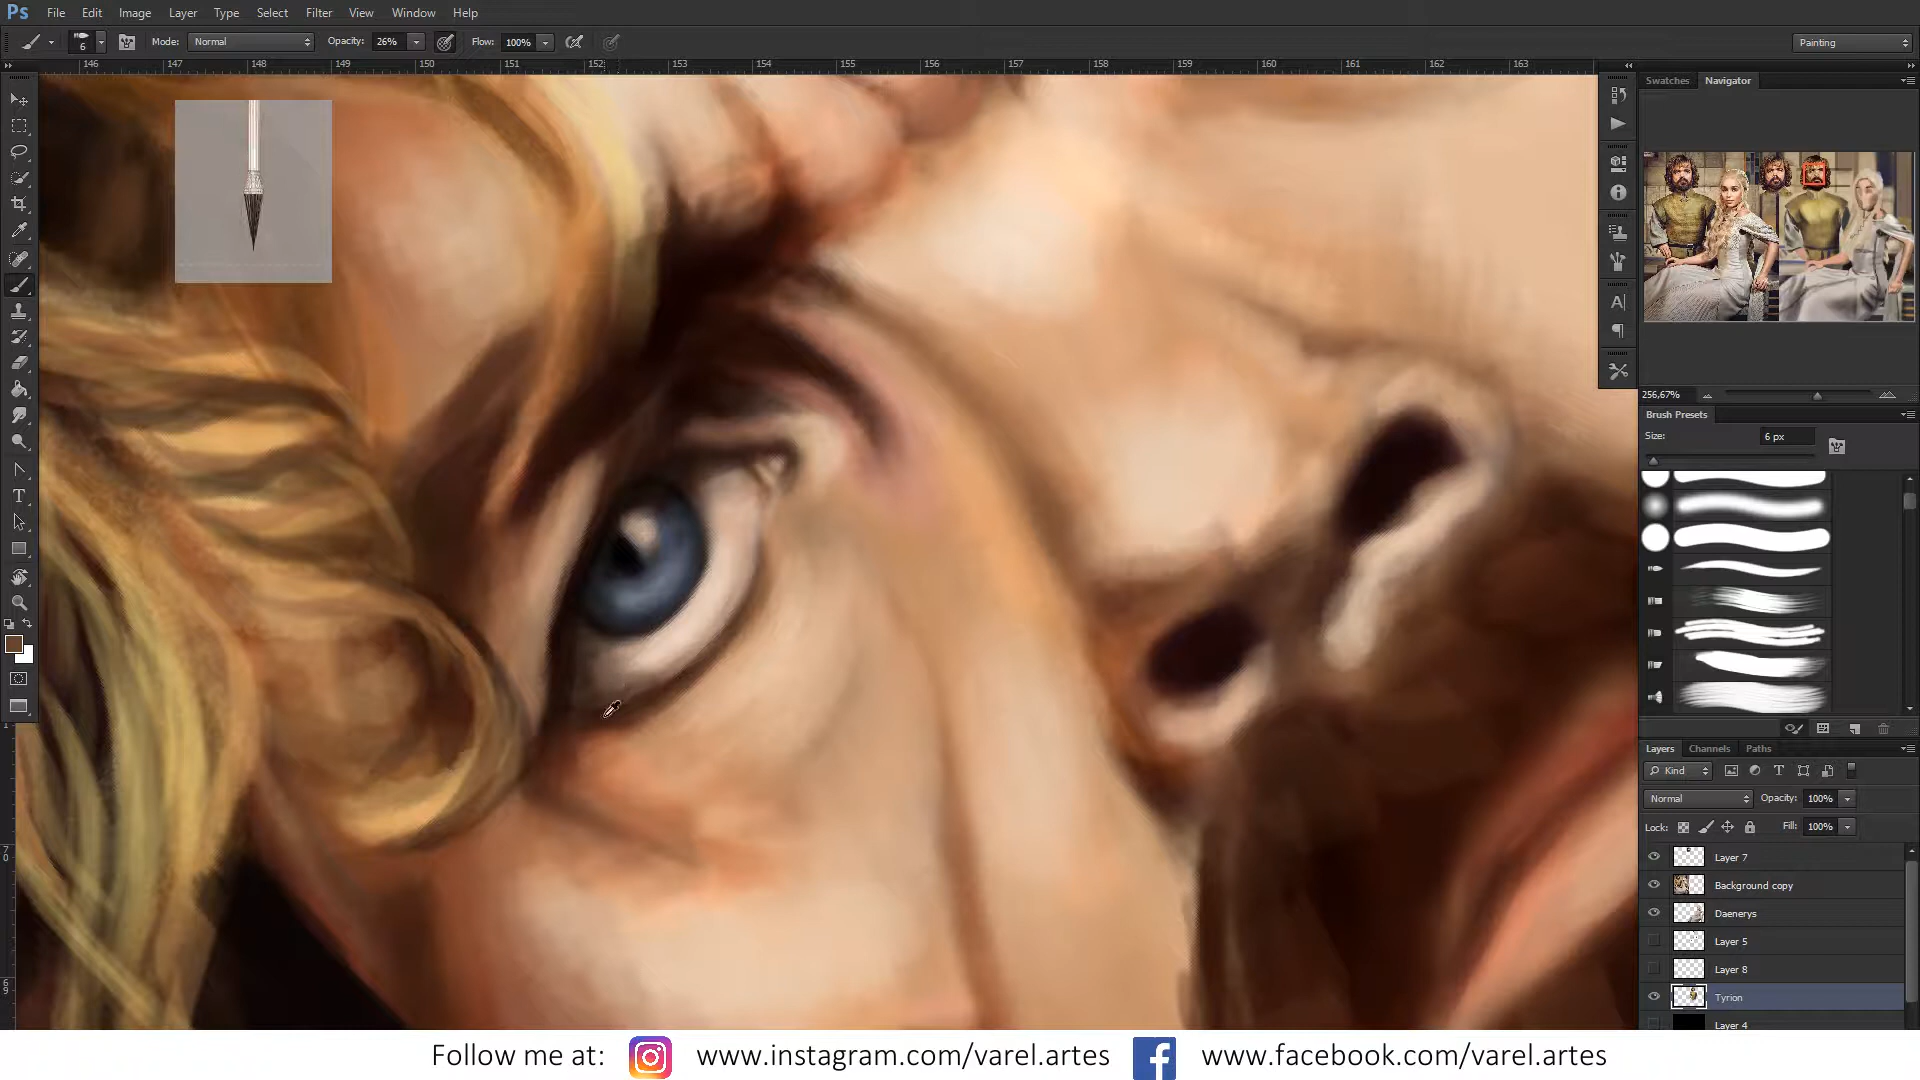 Ps File Edit Image Layer Type Select Filter View Window Help
6 Mode: Normal Opacity: 26% Flow: 100% Painting
146 147 148 149 150 151 152 153 154 155 156 157 158 159 160 161 162 163
Swatches Navigator
256,67%
Brush Presets
Size: 6 px
Layers Channels Paths
Kind
Normal Opacity: 100%
Lock: Fill: 100%
Layer 7
Background copy
Daenerys
Layer 5
Layer 8
Tyrion
Layer 4
Follow me at: www.instagram.com/varel.artes www.facebook.com/varel.artes